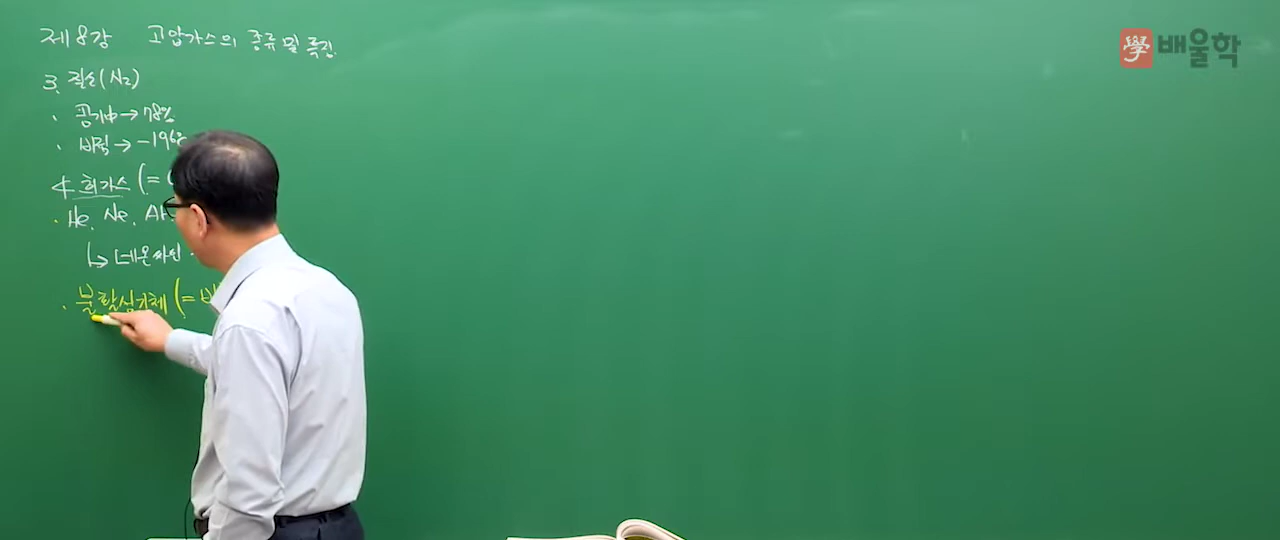 제8강 고압가스의 종류 및 특징.
學 배울학
3. 질소(N2)
· 공기中→78%
· 비점→-196
4. 희가스 (=
· He. Ne. Ar.
↳ 네온싸인
· 불활성기체 (=